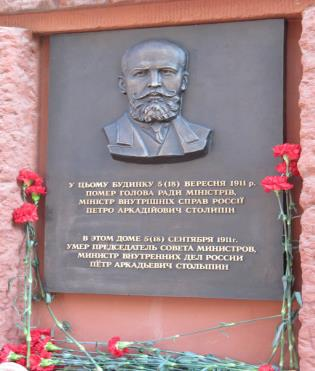 У ЦЬОМУ БУДИНКУ 5 (18) ВЕРЕСНЯ 1911 р.
ПОМЕР ГОЛОВА РАДИ МІНІСТРІВ,
МІНІСТР ВНУТРІШНІХ СПРАВ РОССІЇ
ПЕТРО АРКАДІЙОВИЧ СТОЛИПІН
В ЭТОМ ДОМЕ 5 (18) СЕНТЯБРЯ 1911г.
УМЕР ПРЕДСЕДАТЕЛЬ СОВЕТА МИНИСТРОВ,
МИНИСТР ВНУТРЕННИХ ДЕЛ РОССИИ
ПЁТР АРКАДЬЕВИЧ СТОЛЫПИН